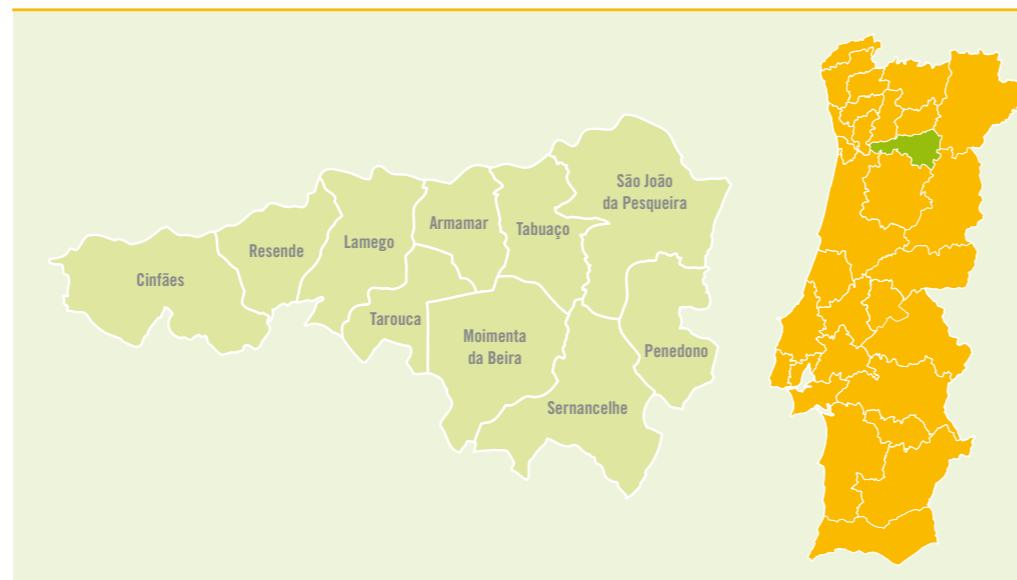 Cinfães
Resende
Lamego
Armamar
Tabuaço
São João
da Pesqueira
Tarouca
Moimenta
da Beira
Penedono
Sernancelhe